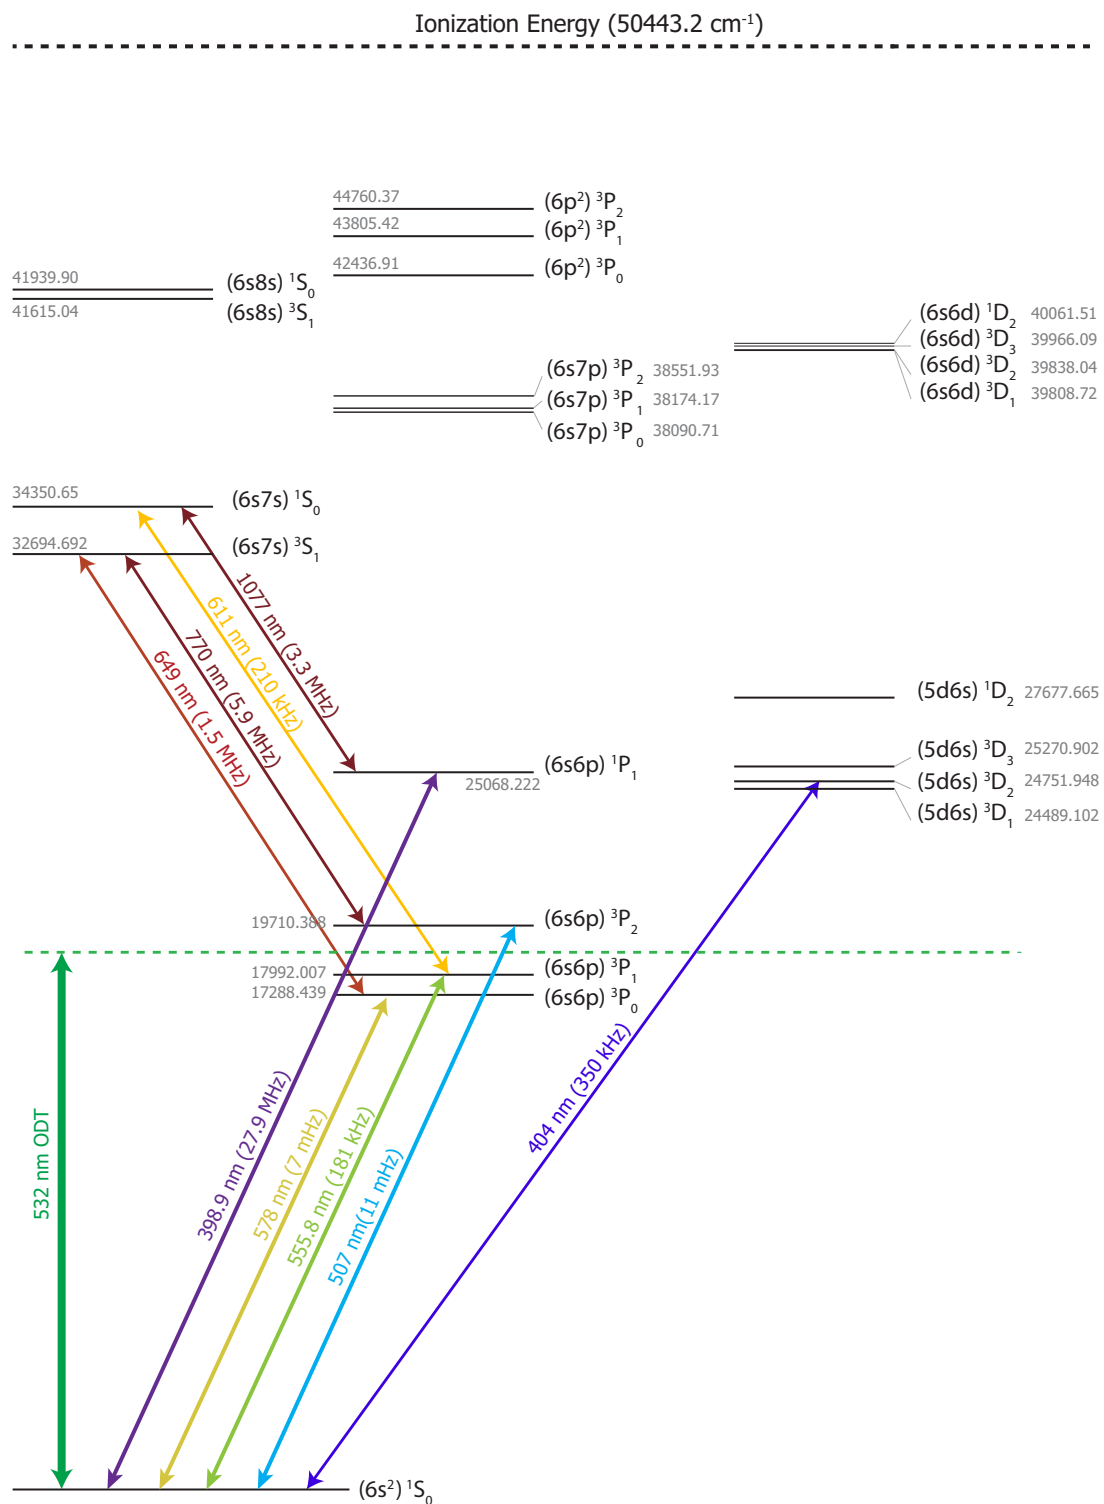 Ionization Energy (50443.2 cm⁻¹)
44760.37
(6p²) ³P₂
43805.42
(6p²) ³P₁
42436.91
(6p²) ³P₀
41939.90
(6s8s) ¹S₀
41615.04
(6s8s) ³S₁
(6s6d) ¹D₂ 40061.51
(6s6d) ³D₃ 39966.09
(6s6d) ³D₂ 39838.04
(6s6d) ³D₁ 39808.72
(6s7p) ³P₂ 38551.93
(6s7p) ³P₁ 38174.17
(6s7p) ³P₀ 38090.71
34350.65
(6s7s) ¹S₀
32694.692
(6s7s) ³S₁
1077 nm (3.3 MHz)
611 nm (210 kHz)
770 nm (5.9 MHz)
649 nm (1.5 MHz)
(5d6s) ¹D₂ 27677.665
(5d6s) ³D₃ 25270.902
(5d6s) ³D₂ 24751.948
(5d6s) ³D₁ 24489.102
(6s6p) ¹P₁
25068.222
19710.388
(6s6p) ³P₂
17992.007
(6s6p) ³P₁
17288.439
(6s6p) ³P₀
532 nm ODT
398.9 nm (27.9 MHz)
578 nm (7 mHz)
555.8 nm (181 kHz)
507 nm(11 mHz)
404 nm (350 kHz)
(6s²) ¹S₀